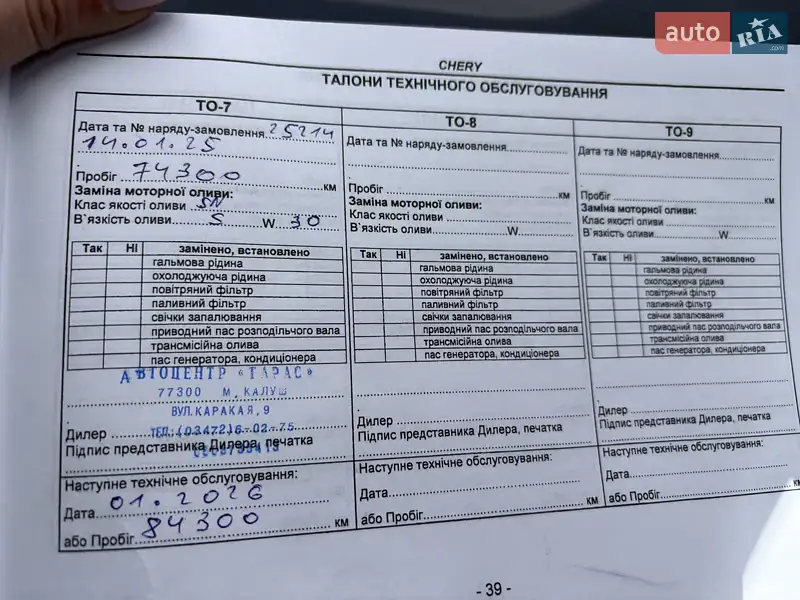 auto RIA .com
CHERY
ТАЛОНИ ТЕХНІЧНОГО ОБСЛУГОВУВАННЯ
ТО-7
Дата та № наряду-замовлення 25214
14.01.25
Пробіг 74300 км
Заміна моторної оливи:
Клас якості оливи SN
В`язкість оливи 5 W 30
Так Ні замінено, встановлено
гальмова рідина
охолоджуюча рідина
повітряний фільтр
паливний фільтр
свічки запалювання
приводний пас розподільчого вала
трансмісійна олива
пас генератора, кондиціонера
АВТОЦЕНТР «ТАРАС»
77300 М.КАЛУШ
ВУЛ.КАРАКАЯ,9
Дилер ТЕЛ:(03472)6-02-75
Підпис представника Дилера, печатка
Наступне технічне обслуговування:
Дата 01.2026
або Пробіг 84300 км
ТО-8
Дата та № наряду-замовлення
Пробіг км
Заміна моторної оливи:
Клас якості оливи
В`язкість оливи W
Так Ні замінено, встановлено
гальмова рідина
охолоджуюча рідина
повітряний фільтр
паливний фільтр
свічки запалювання
приводний пас розподільчого вала
трансмісійна олива
пас генератора, кондиціонера
Дилер
Підпис представника Дилера, печатка
Наступне технічне обслуговування:
Дата
або Пробіг км
ТО-9
Дата та № наряду-замовлення
Пробіг км
Заміна моторної оливи:
Клас якості оливи
В`язкість оливи W
Так Ні замінено, встановлено
гальмова рідина
охолоджуюча рідина
повітряний фільтр
паливний фільтр
свічки запалювання
приводний пас розподільчого вала
трансмісійна олива
пас генератора, кондиціонера
Дилер
Підпис представника Дилера, печатка
Наступне технічне обслуговування:
Дата
або Пробіг км
- 39 -